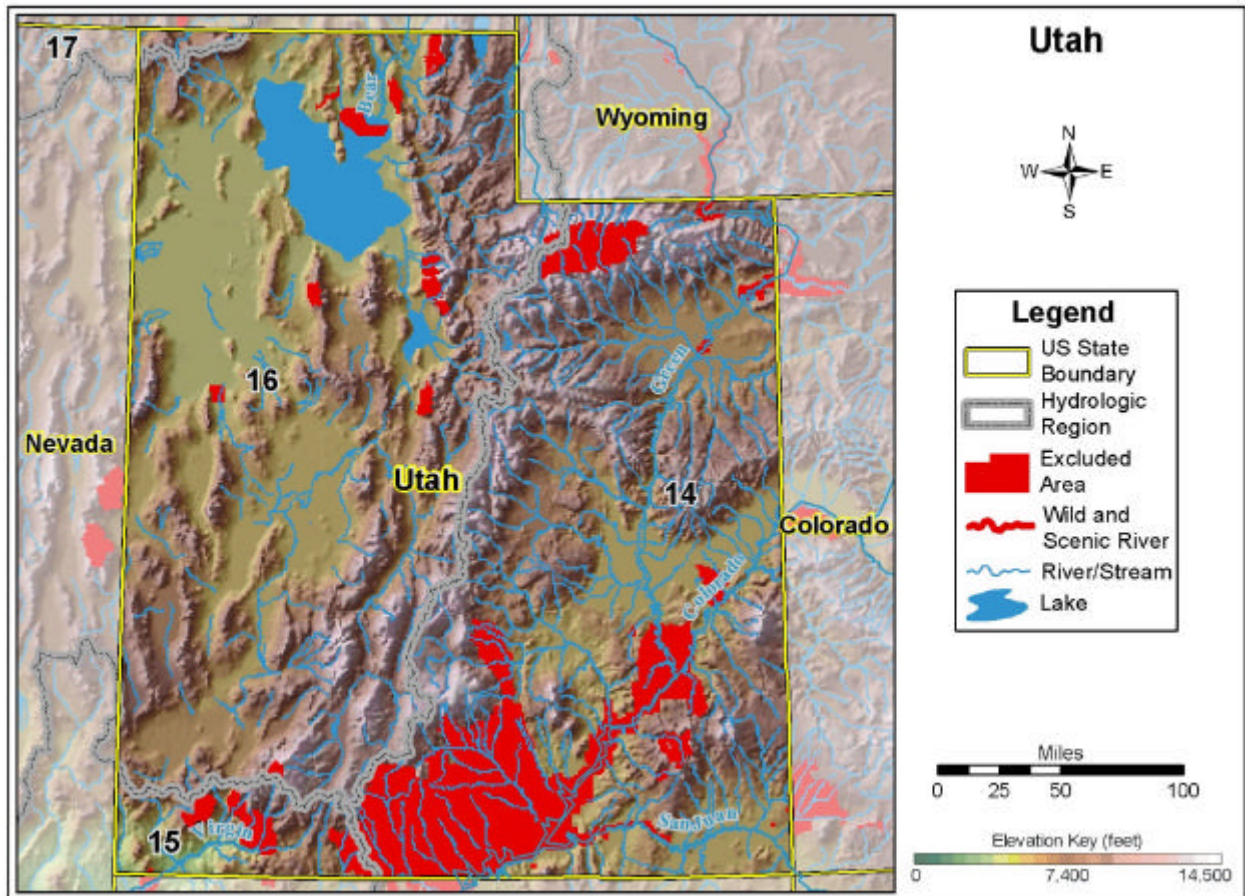 Utah
17
Bear
Wyoming
N
W E
S
16
Green
Nevada
Utah
14
Colorado
Colorado
15
Virgin
San Juan
Legend
US State
Boundary
Hydrologic
Region
Excluded
Area
Wild and
Scenic River
River/Stream
Lake
Miles
0 25 50 100
Elevation Key (feet)
0 7,400 14,500